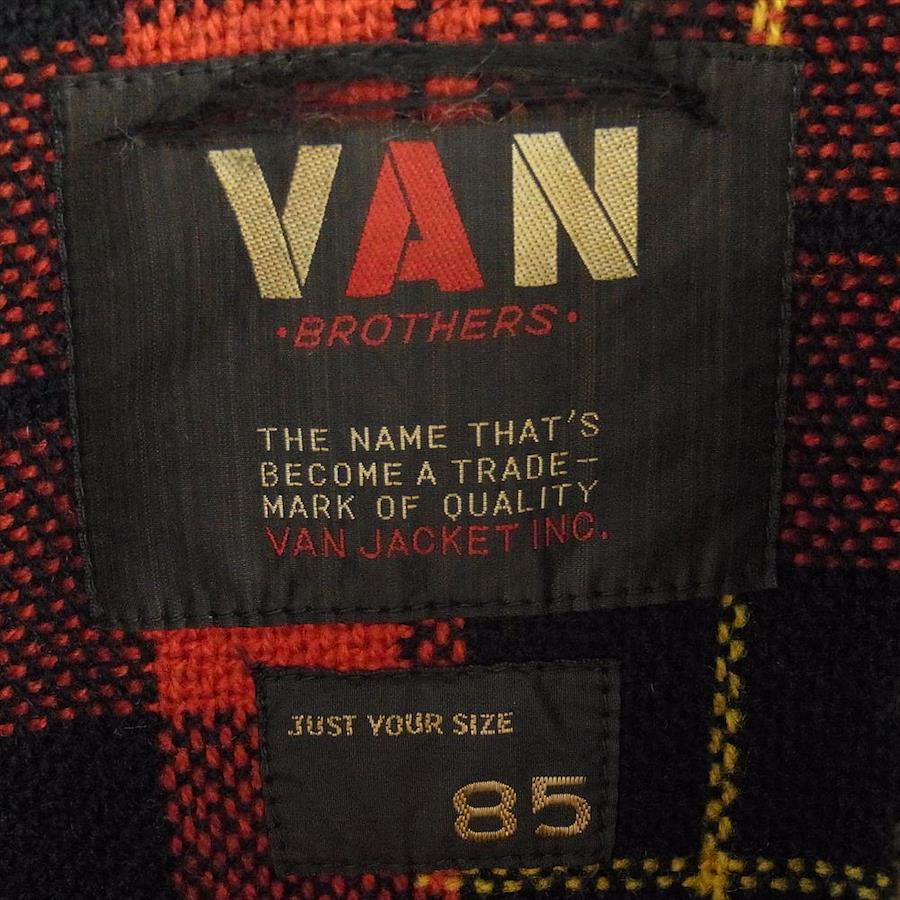 VAN
·BROTHERS·
THE NAME THAT'S
BECOME A TRADE-
MARK OF QUALITY
VAN JACKET INC.
JUST YOUR SIZE
85